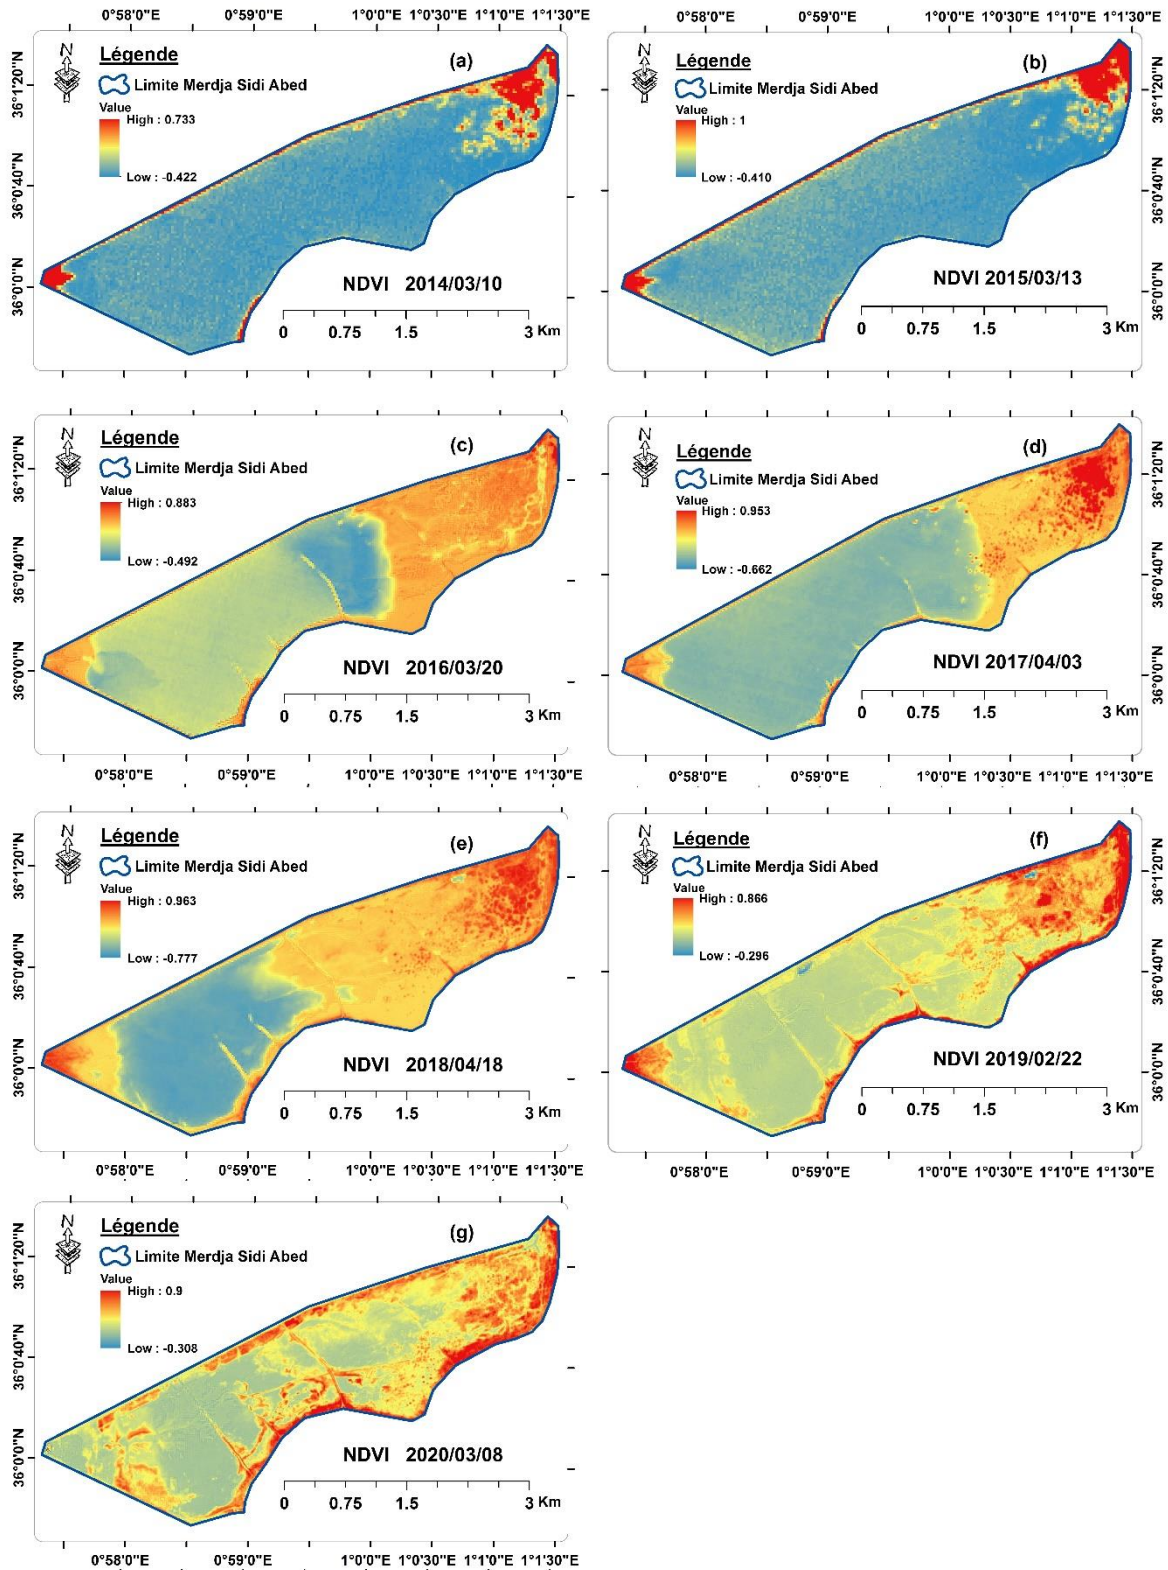 0°58'0"E 0°59'0"E 1°0'0"E 1°0'30"E 1°1'0"E 1°1'30"E
0°58'0"E 0°59'0"E 1°0'0"E 1°0'30"E 1°1'0"E 1°1'30"E
36°1'20"N
36°0'40"N
36°0'0"N
N
Légende
(a)
Limite Merdja Sidi Abed
Value
High : 0.733
Low : -0.422
NDVI 2014/03/10
0 0.75 1.5 3 Km
N
Légende
(b)
Limite Merdja Sidi Abed
Value
High : 1
Low : -0.410
NDVI 2015/03/13
0 0.75 1.5 3 Km
36°1'20"N
36°0'40"N
36°0'0"N
36°1'20"N
36°0'40"N
36°0'0"N
N
Légende
(c)
Limite Merdja Sidi Abed
Value
High : 0.883
Low : -0.492
NDVI 2016/03/20
0 0.75 1.5 3 Km
0°58'0"E 0°59'0"E 1°0'0"E 1°0'30"E 1°1'0"E 1°1'30"E
N
Légende
(d)
Limite Merdja Sidi Abed
Value
High : 0.953
Low : -0.662
NDVI 2017/04/03
0 0.75 1.5 3 Km
36°1'20"N
36°0'40"N
36°0'0"N
0°58'0"E 0°59'0"E 1°0'0"E 1°0'30"E 1°1'0"E 1°1'30"E
36°1'20"N
36°0'40"N
36°0'0"N
N
Légende
(e)
Limite Merdja Sidi Abed
Value
High : 0.963
Low : -0.777
NDVI 2018/04/18
0 0.75 1.5 3 Km
0°58'0"E 0°59'0"E 1°0'0"E 1°0'30"E 1°1'0"E 1°1'30"E
N
Légende
(f)
Limite Merdja Sidi Abed
Value
High : 0.866
Low : -0.296
NDVI 2019/02/22
0 0.75 1.5 3 Km
36°1'20"N
36°0'40"N
36°0'0"N
0°58'0"E 0°59'0"E 1°0'0"E 1°0'30"E 1°1'0"E 1°1'30"E
36°1'20"N
36°0'40"N
36°0'0"N
N
Légende
(g)
Limite Merdja Sidi Abed
Value
High : 0.9
Low : -0.308
NDVI 2020/03/08
0 0.75 1.5 3 Km
0°58'0"E 0°59'0"E 1°0'0"E 1°0'30"E 1°1'0"E 1°1'30"E